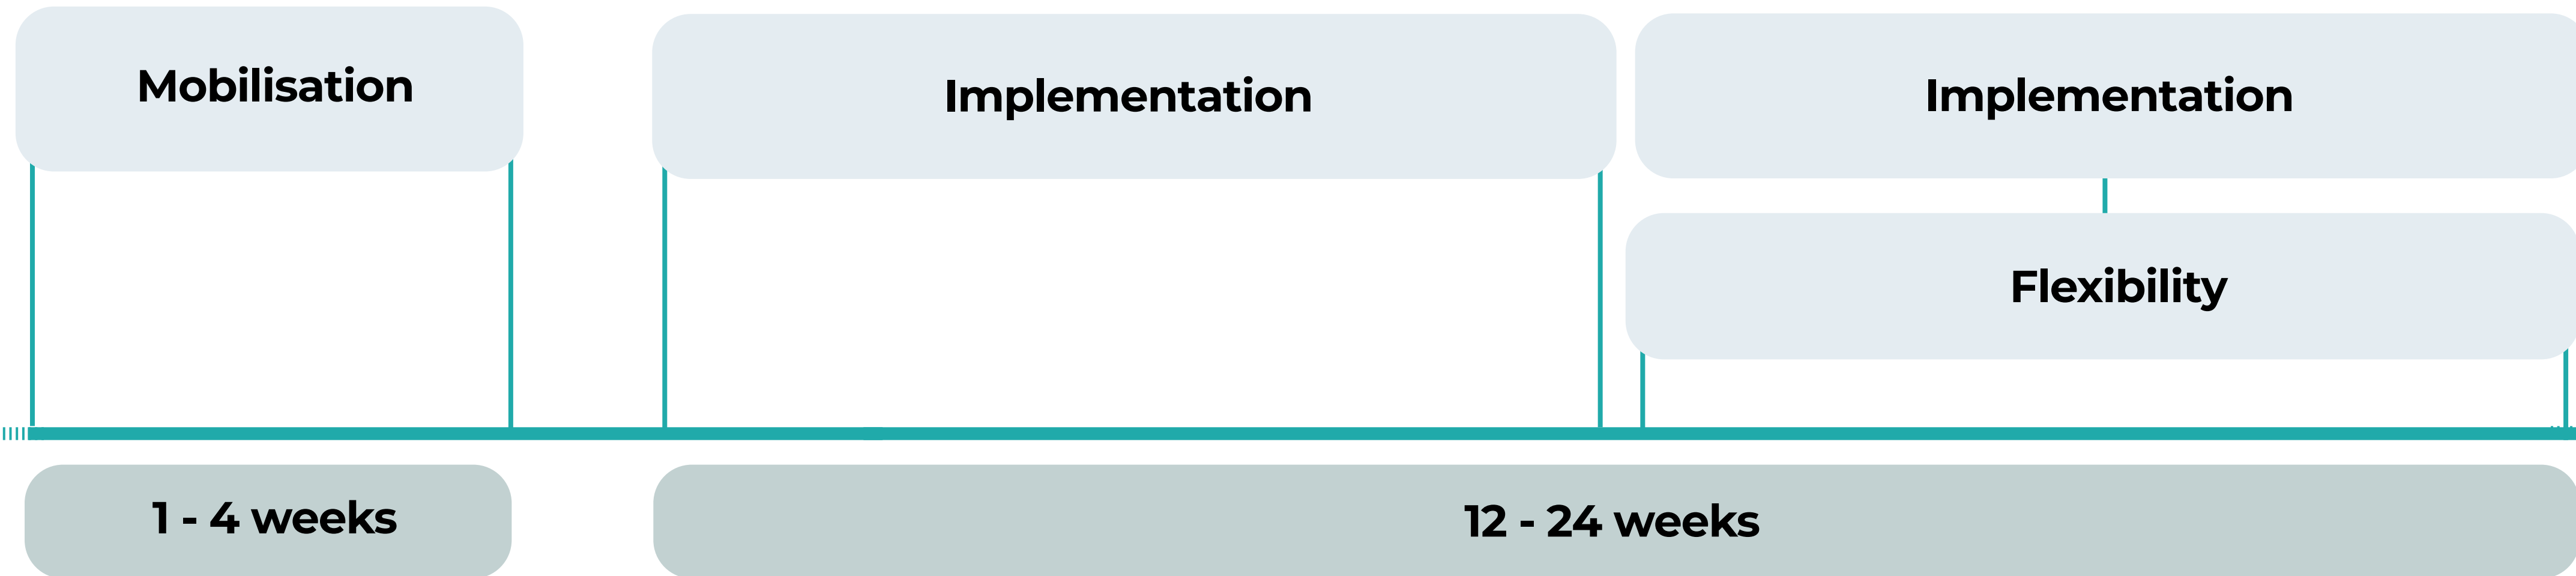 Mobilisation
Implementation
Implementation
Flexibility
1 - 4 weeks
12 - 24 weeks